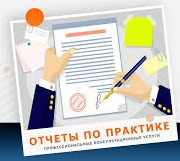 ОТЧЕТЫ ПО ПРАКТИКЕ
ПРОФЕССИОНАЛЬНЫЕ КОНСУЛЬТАЦИОННЫЕ УСЛУГИ